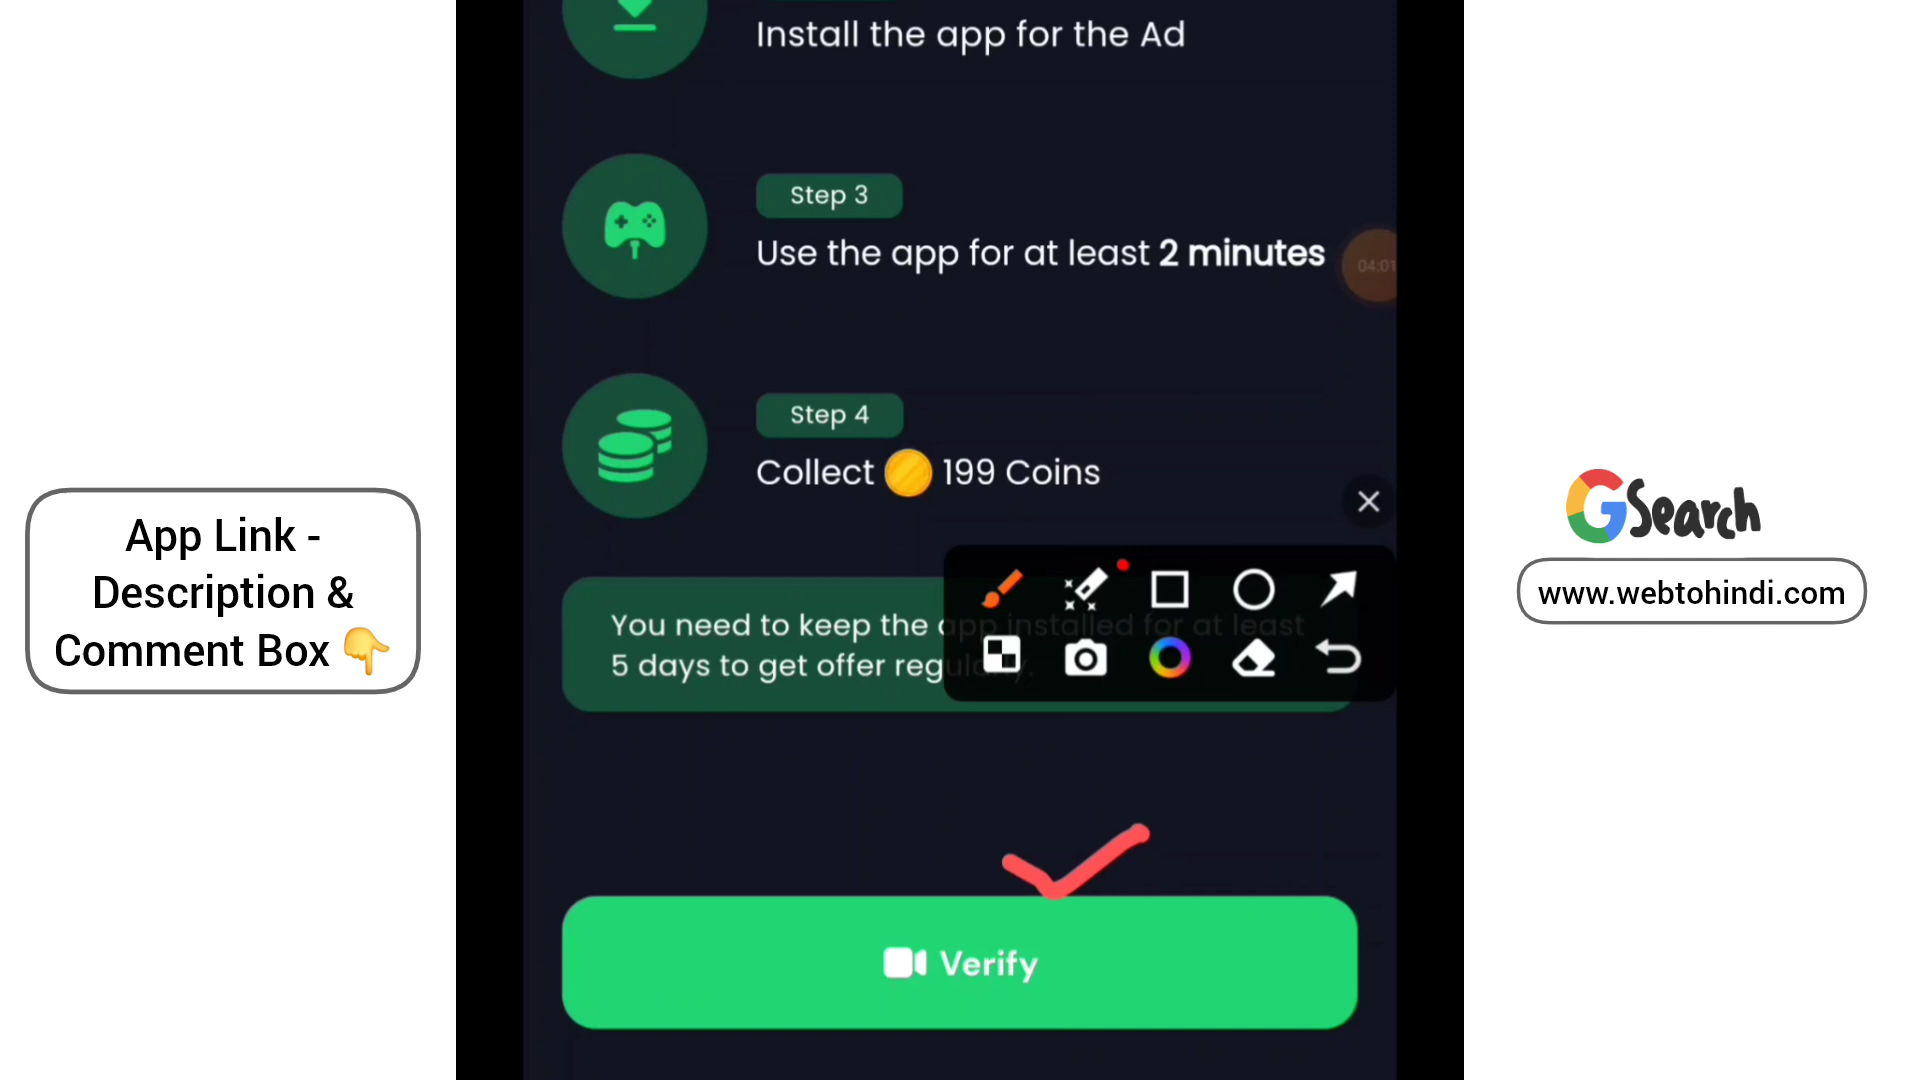 Install the app for the Ad
Step 3
Use the app for at least 2 minutes
04:01
Step 4
Collect 199 Coins
You need to keep the app installed for at least
5 days to get offer regularly.
Verify
App Link -
Description &
Comment Box
GSearch
www.webtohindi.com